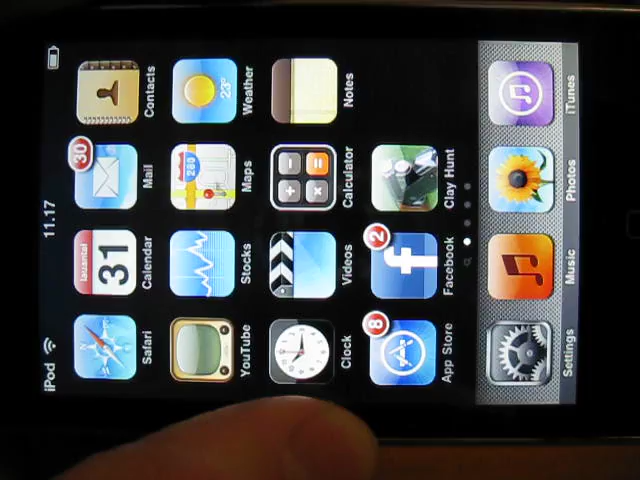 iPod 11.17
lauantai
31 30
Safari Calendar Mail Contacts
280
23°
YouTube Stocks Maps Weather
Clock Videos Calculator Notes
8 2
App Store Facebook Clay Hunt
Settings Music Photos iTunes